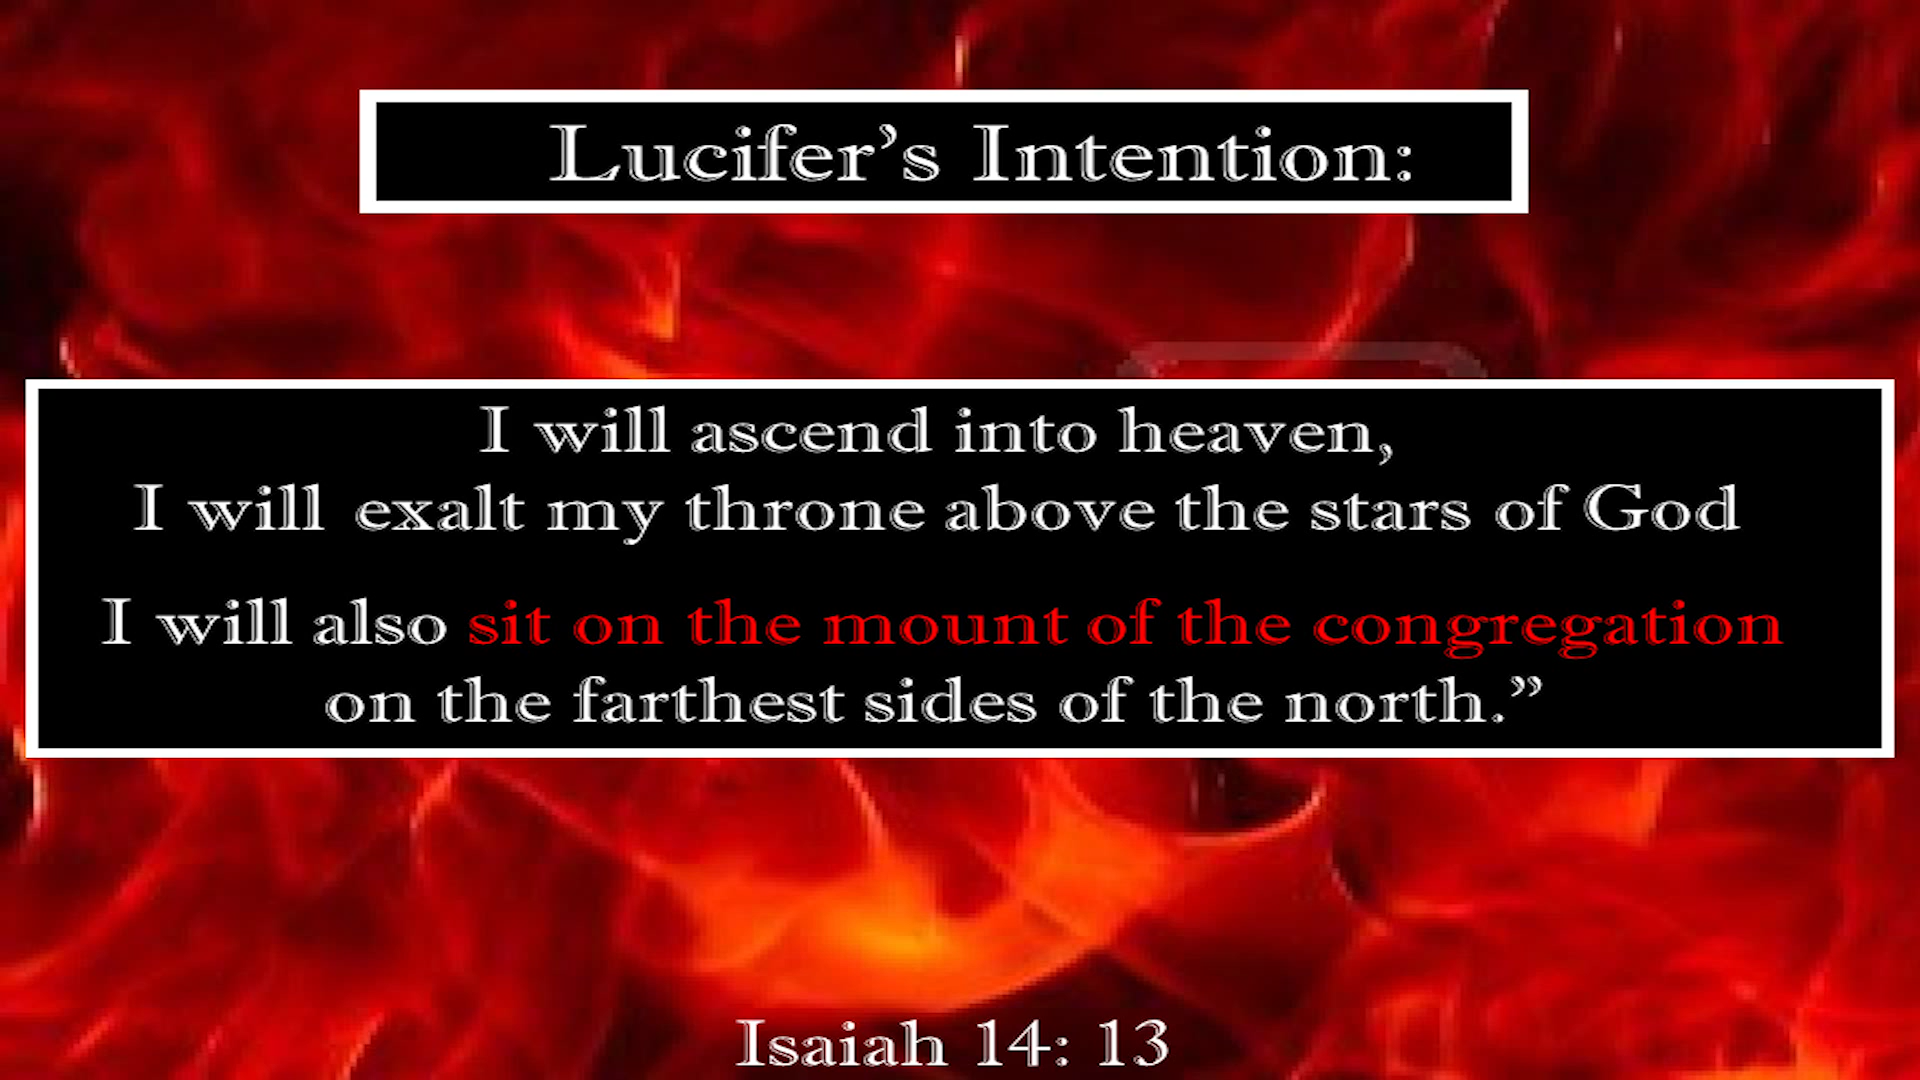 Lucifer’s Intention:
I will ascend into heaven,
I will exalt my throne above the stars of God
I will also sit on the mount of the congregation
on the farthest sides of the north.”
Isaiah 14: 13